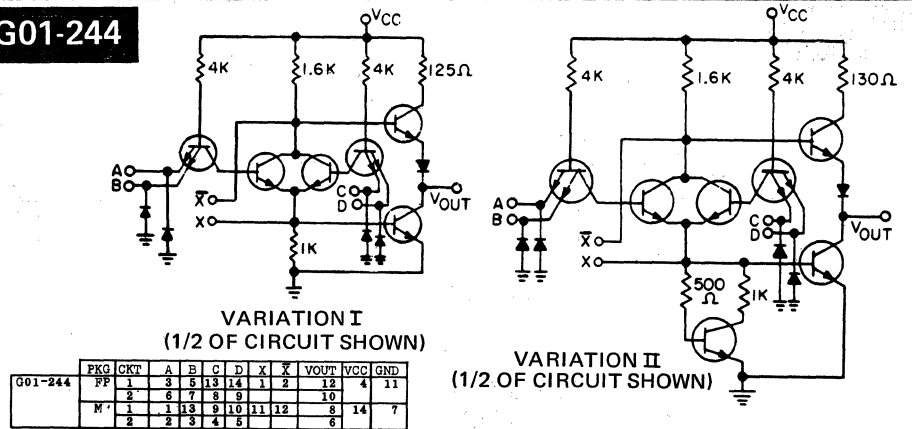 G01-244
VCC
4K
1.6K
4K
125Ω
A
B
X̅
X
C
D
VOUT
1K
VARIATION I
(1/2 OF CIRCUIT SHOWN)
VCC
4K
1.6K
4K
130Ω
A
B
X̅
X
C
D
VOUT
500
Ω
1K
VARIATION II
(1/2 OF CIRCUIT SHOWN)
PKG CKT A B C D X X̅ VOUT VCC GND
G01-244 FP 1 3 5 13 14 1 2 12 4 11
2 6 7 8 9 10
M 1 1 13 9 10 11 12 8 14 7
2 2 3 4 5 6